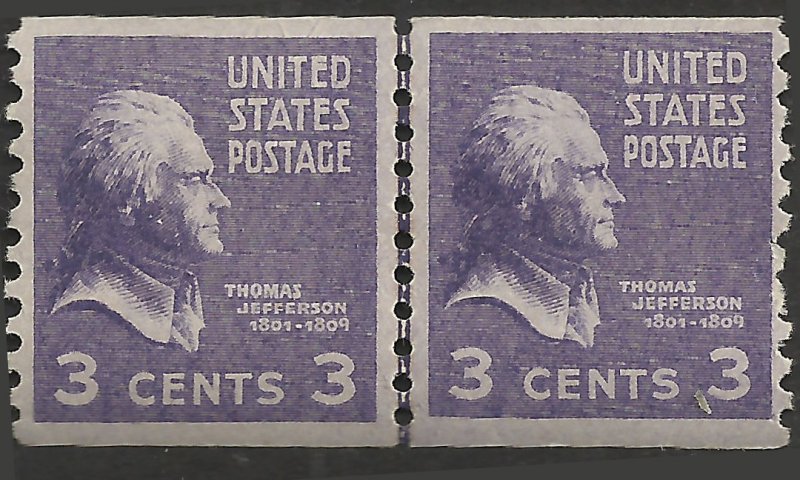 UNITED
STATES
POSTAGE
THOMAS
JEFFERSON
1801-1809
3 CENTS 3
UNITED
STATES
POSTAGE
THOMAS
JEFFERSON
1801-1809
3 CENTS 3